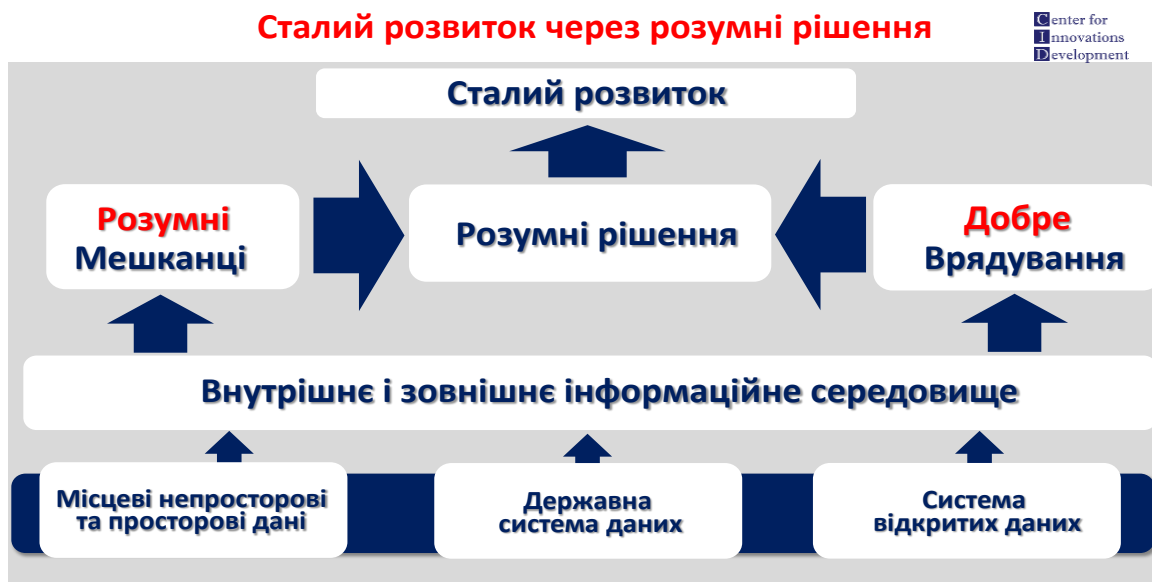 Сталий розвиток через розумні рішення
Center for
Innovations
Development
Сталий розвиток
Розумні
Мешканці
Розумні рішення
Добре
Врядування
Внутрішнє і зовнішнє інформаційне середовище
Місцеві непросторові
та просторові дані
Державна
система даних
Система
відкритих даних